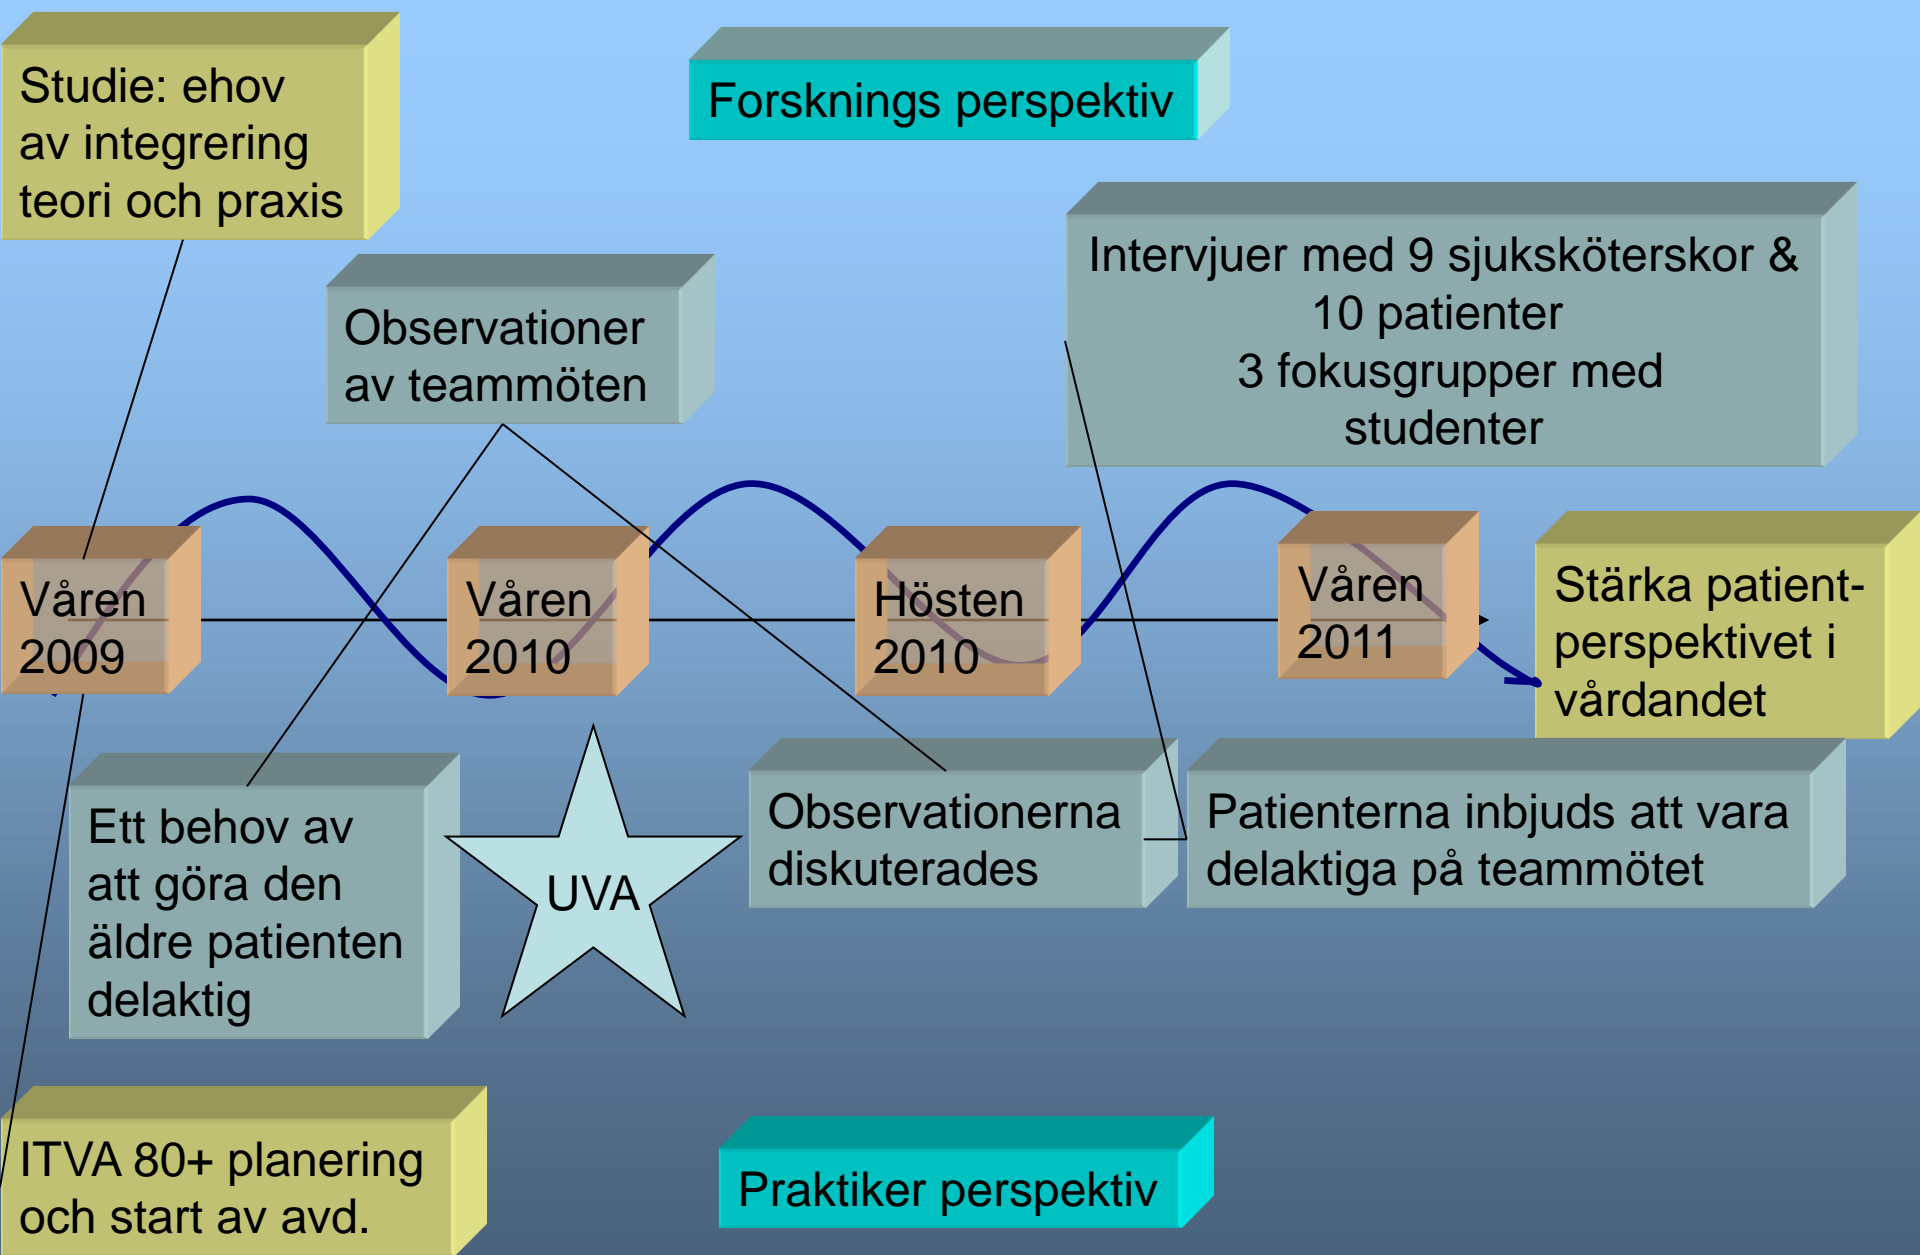 Studie: ehov
av integrering
teori och praxis
Forsknings perspektiv
Observationer
av teammöten
Intervjuer med 9 sjuksköterskor &
10 patienter
3 fokusgrupper med
studenter
Våren
2009
Våren
2010
Hösten
2010
Våren
2011
Stärka patient-
perspektivet i
vårdandet
Ett behov av
att göra den
äldre patienten
delaktig
UVA
Observationerna
diskuterades
Patienterna inbjuds att vara
delaktiga på teammötet
ITVA 80+ planering
och start av avd.
Praktiker perspektiv